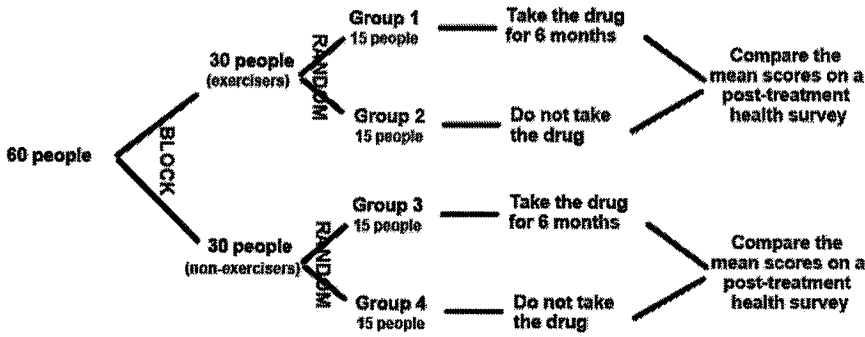 60 people
BLOCK
30 people
(exercisers)
RANDOM
Group 1
15 people
Take the drug
for 6 months
Group 2
15 people
Do not take
the drug
Compare the
mean scores on a
post-treatment
health survey
30 people
(non-exercisers)
RANDOM
Group 3
15 people
Take the drug
for 6 months
Group 4
15 people
Do not take
the drug
Compare the
mean scores on a
post-treatment
health survey